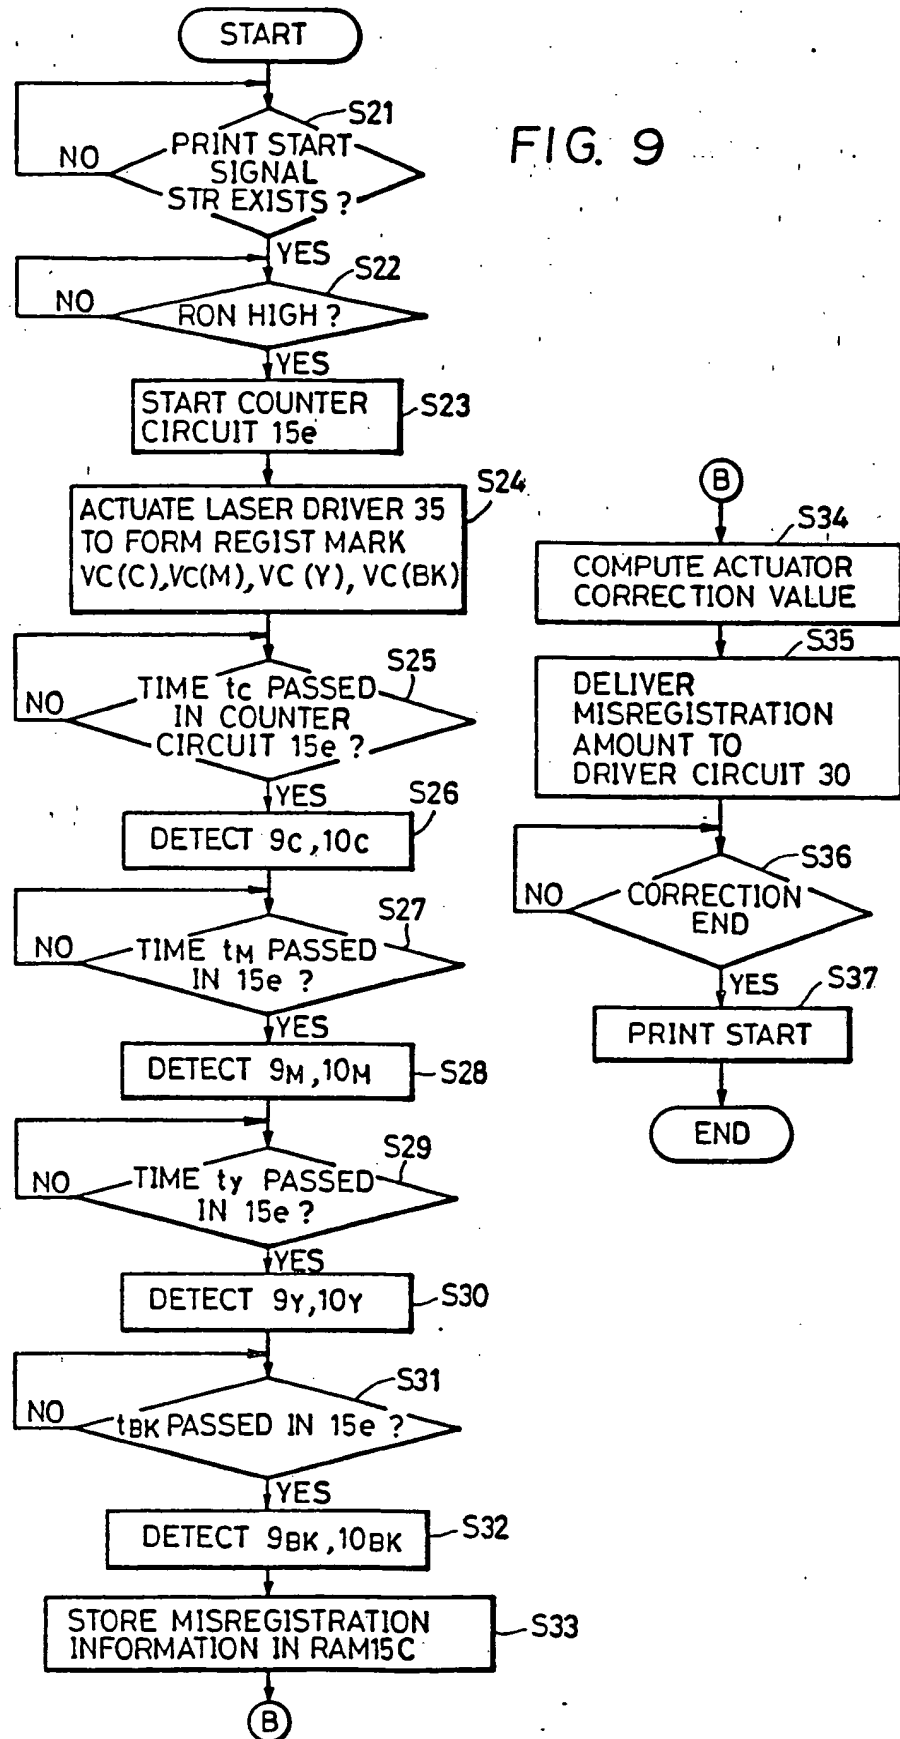 START
FIG. 9
S21
PRINT START
SIGNAL
STR EXISTS ?
NO
YES
S22
RON HIGH ?
NO
YES
START COUNTER
CIRCUIT 15e
S23
S24
ACTUATE LASER DRIVER 35
TO FORM REGIST MARK
VC(C),VC(M),VC(Y),VC(BK)
S25
TIME tC PASSED
IN COUNTER
CIRCUIT 15e ?
NO
YES
S26
DETECT 9C,10C
S27
TIME tM PASSED
IN 15e ?
NO
YES
DETECT 9M,10M
S28
S29
TIME ty PASSED
IN 15e ?
NO
YES
DETECT 9Y,10Y
S30
S31
tBK PASSED IN 15e ?
NO
YES
DETECT 9BK,10BK
S32
STORE MISREGISTRATION
INFORMATION IN RAM15C
S33
B
B
S34
COMPUTE ACTUATOR
CORRECTION VALUE
S35
DELIVER
MISREGISTRATION
AMOUNT TO
DRIVER CIRCUIT 30
S36
CORRECTION
END
NO
YES
S37
PRINT START
END